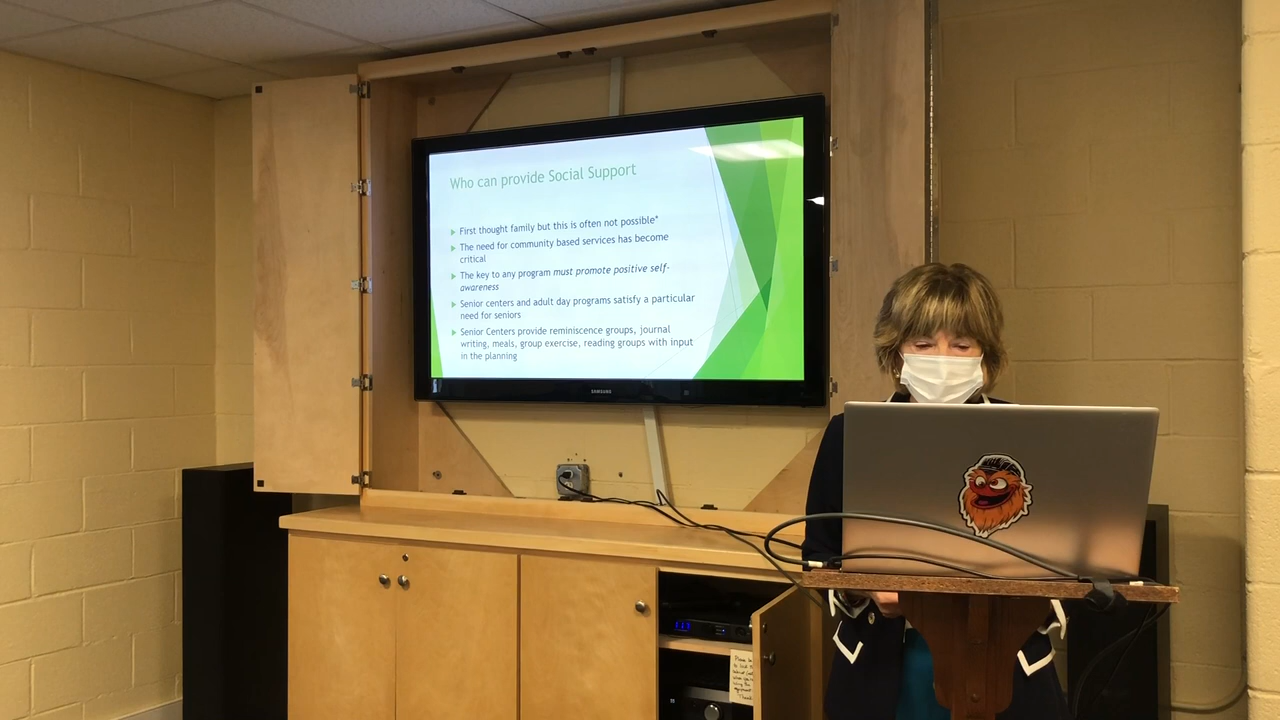 Who can provide Social Support
First thought family but this is often not possible*
The need for community based services has become
critical
The key to any program must promote positive self-
awareness
Senior centers and adult day programs satisfy a particular
need for seniors
Senior Centers provide reminiscence groups, journal
writing, meals, group exercise, reading groups with input
in the planning
SAMSUNG